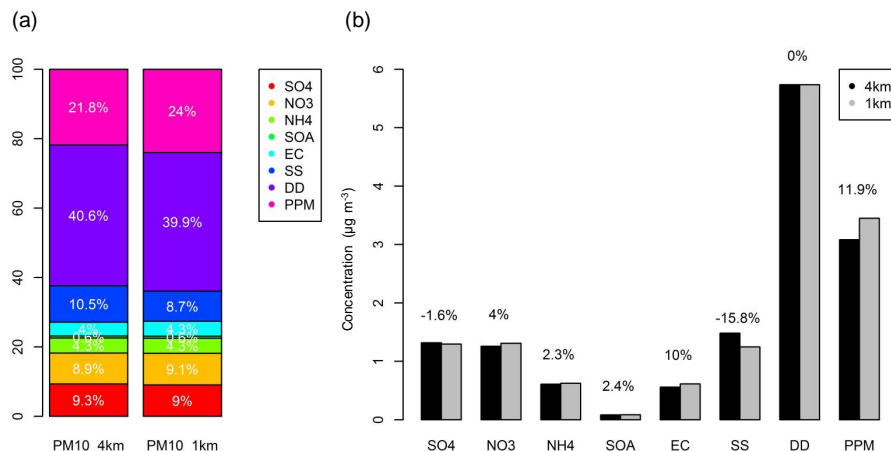 (a)
100
80
60
40
20
0
21.8%
24%
40.6%
39.9%
10.5%
8.7%
4%
4.3%
0.6%
0.6%
4.3%
4.3%
8.9%
9.1%
9.3%
9%
PM10 4km
PM10 1km
SO4
NO3
NH4
SOA
EC
SS
DD
PPM
(b)
Concentration (µg m-3)
6
5
4
3
2
1
0
-1.6%
4%
2.3%
2.4%
10%
-15.8%
0%
11.9%
SO4
NO3
NH4
SOA
EC
SS
DD
PPM
4km
1km